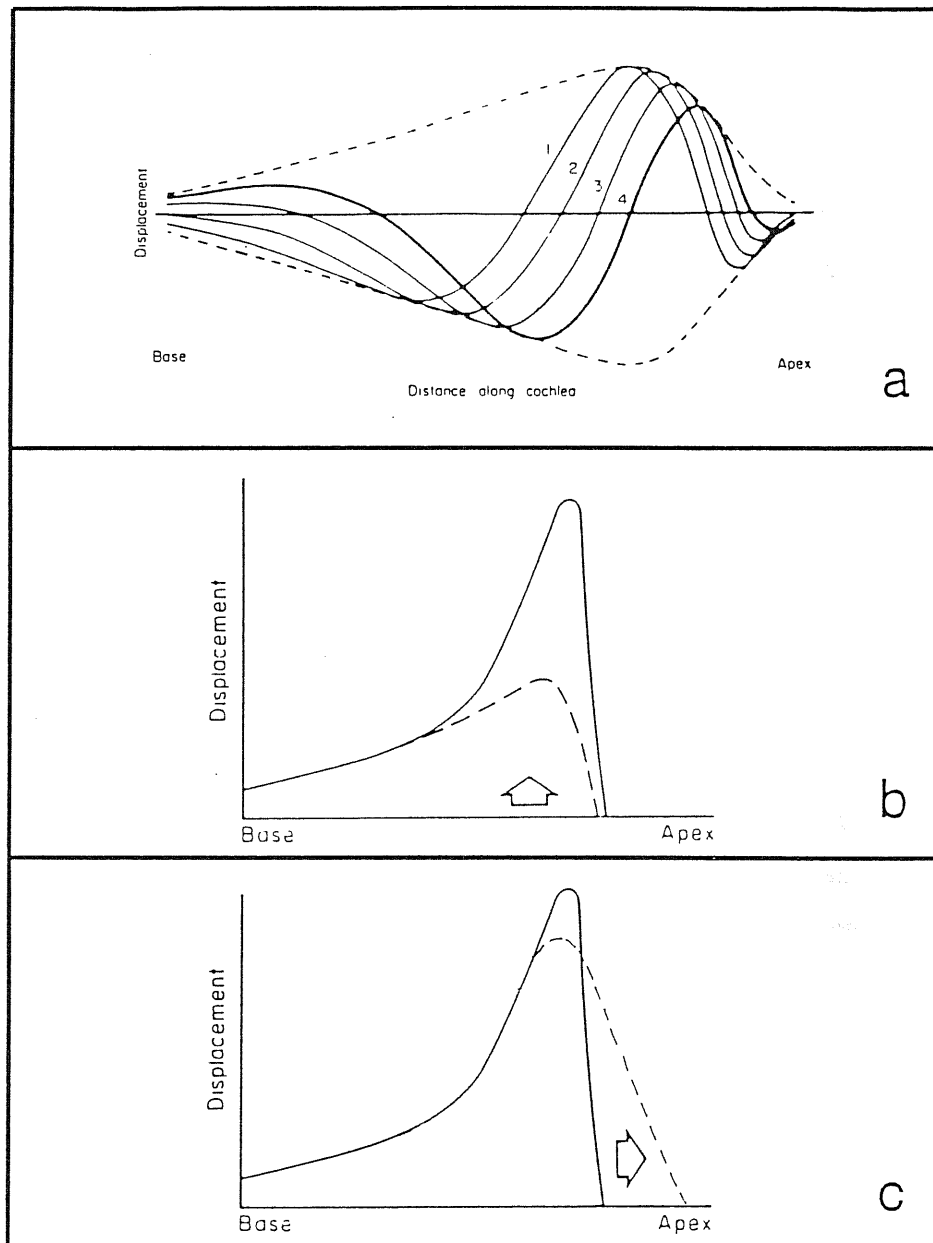 1
2
3
4
Displacement
Base
Apex
Distance along cochlea
a
Displacement
Base
Apex
b
Displacement
Base
Apex
c